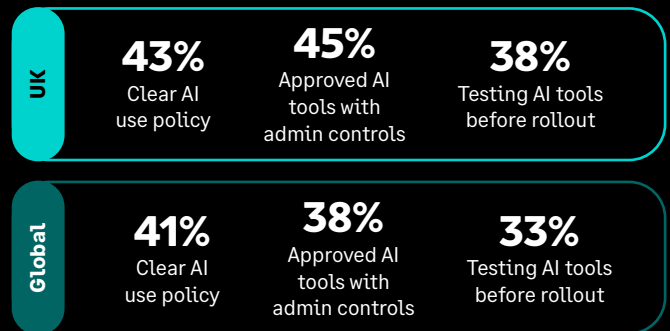 UK
43%
Clear AI
use policy
45%
Approved AI
tools with
admin controls
38%
Testing AI tools
before rollout
Global
41%
Clear AI
use policy
38%
Approved AI
tools with
admin controls
33%
Testing AI tools
before rollout